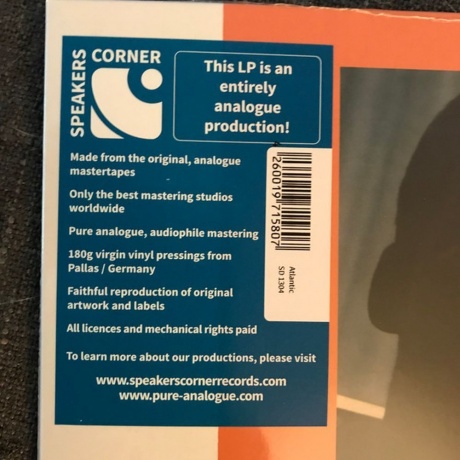 SPEAKERS
CORNER
This LP is an
entirely
analogue
production!
Made from the original, analogue
mastertapes
Only the best mastering studios
worldwide
Pure analogue, audiophile mastering
180g virgin vinyl pressings from
Pallas / Germany
Faithful reproduction of original
artwork and labels
All licences and mechanical rights paid
To learn more about our productions, please visit
www.speakerscornerrecords.com
www.pure-analogue.com
260019 715807
Atlantic
SD 1304